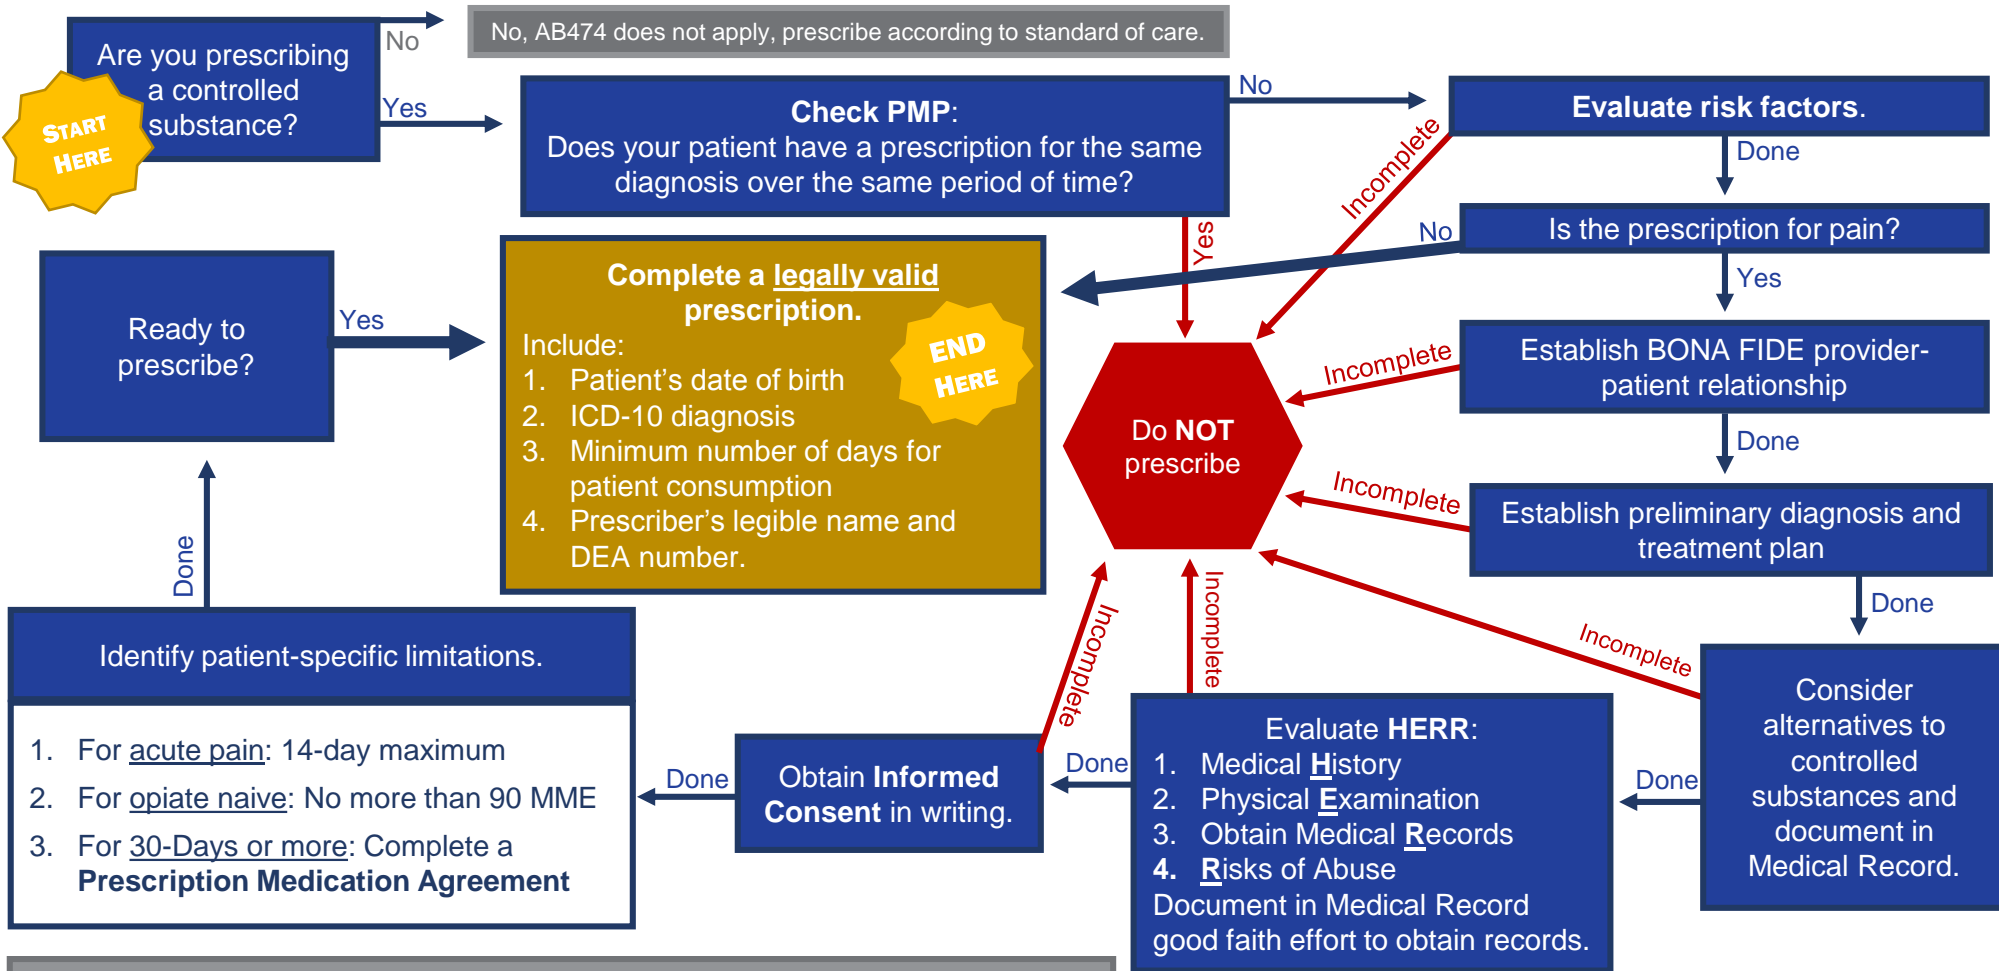 Are you prescribing
a controlled
substance?
START
HERE
No
No, AB474 does not apply, prescribe according to standard of care.
Yes
Check PMP:
Does your patient have a prescription for the same
diagnosis over the same period of time?
No
Evaluate risk factors.
Incomplete
Done
Yes
Is the prescription for pain?
No
Yes
Establish BONA FIDE provider-
patient relationship
Incomplete
Done
Establish preliminary diagnosis and
treatment plan
Incomplete
Done
Consider
alternatives to
controlled
substances and
document in
Medical Record.
Incomplete
Done
Evaluate HERR:
1. Medical History
2. Physical Examination
3. Obtain Medical Records
4. Risks of Abuse
Document in Medical Record
good faith effort to obtain records.
Incomplete
Done
Obtain Informed
Consent in writing.
Incomplete
Done
Do NOT
prescribe
Identify patient-specific limitations.
1. For acute pain: 14-day maximum
2. For opiate naive: No more than 90 MME
3. For 30-Days or more: Complete a
Prescription Medication Agreement
Done
Ready to
prescribe?
Yes
Complete a legally valid
prescription.
Include:
1. Patient's date of birth
2. ICD-10 diagnosis
3. Minimum number of days for
patient consumption
4. Prescriber's legible name and
DEA number.
END
HERE